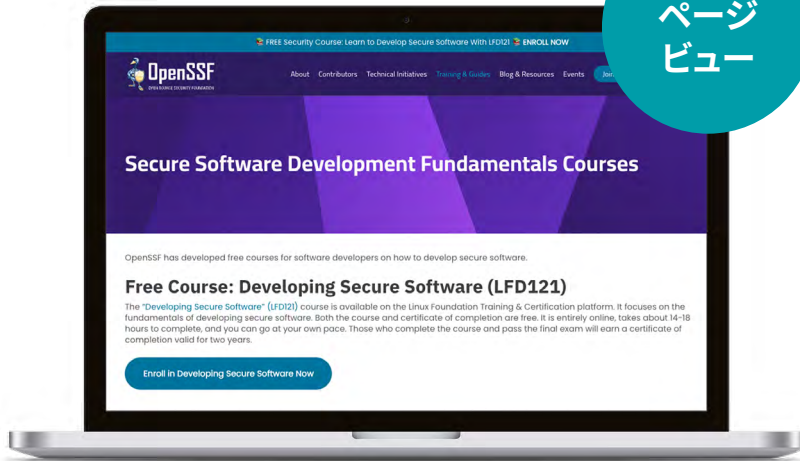 ページ
ビュー
FREE Security Course: Learn to Develop Secure Software With LFD121 ENROLL NOW
OpenSSF
OPEN SOURCE SECURITY FOUNDATION
About Contributors Technical Initiatives Training & Guides Blog & Resources Events Join
Secure Software Development Fundamentals Courses
OpenSSF has developed free courses for software developers on how to develop secure software.
Free Course: Developing Secure Software (LFD121)
The "Developing Secure Software" (LFD121) course is available on the Linux Foundation Training & Certification platform. It focuses on the
fundamentals of developing secure software. Both the course and certificate of completion are free. It is entirely online, takes about 14-18
hours to complete, and you can go at your own pace. Those who complete the course and pass the final exam will earn a certificate of
completion valid for two years.
Enroll in Developing Secure Software Now